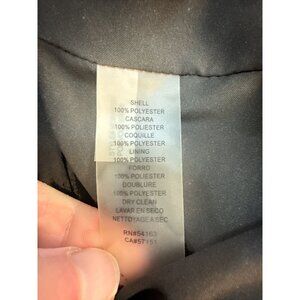 SHELL
100% POLYESTER
CASCARA
100% POLIESTER
COQUILLE
100% POLYESTER
LINING
100% POLYESTER
FORRO
100% POLIESTER
DOUBLURE
100% POLYESTER
DRY CLEAN
LAVAR EN SECO
NETTOYAGE A SEC
RN#54163
CA#57151